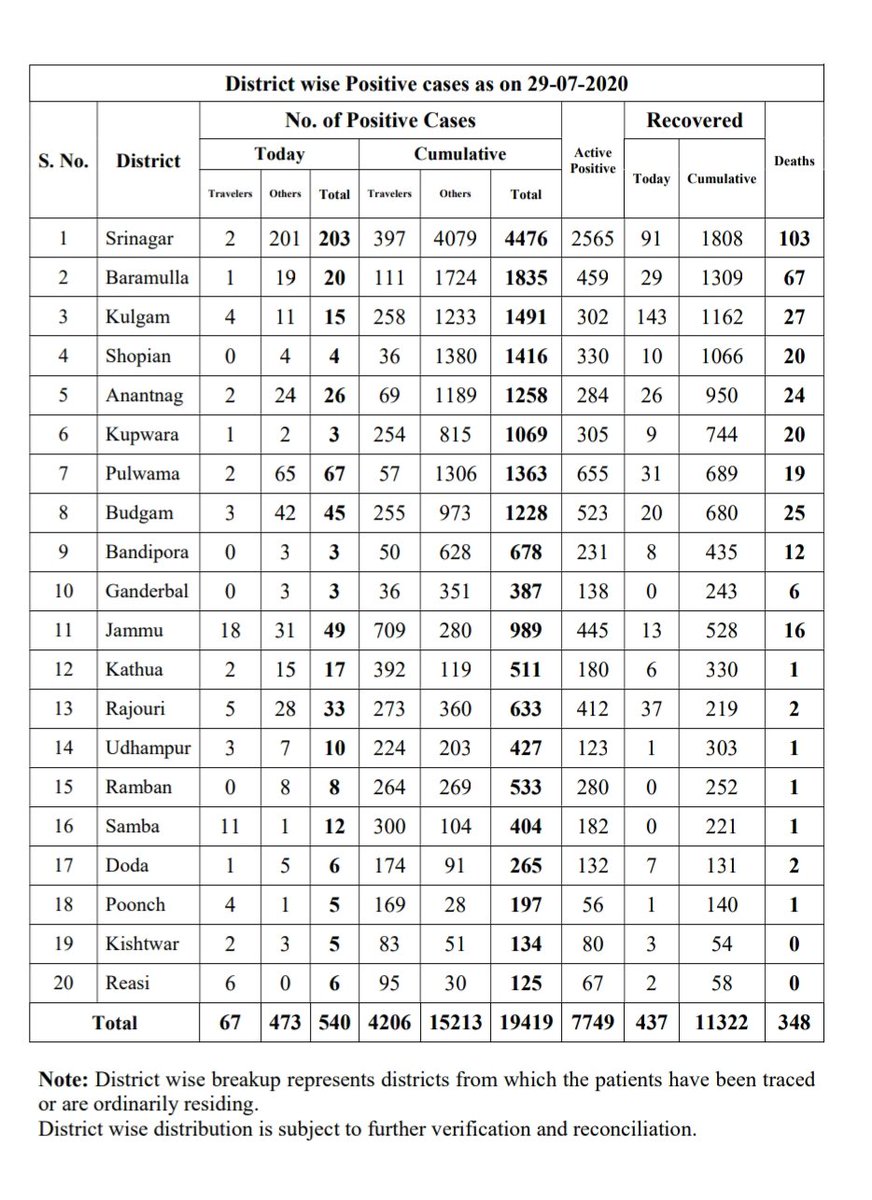 District wise Positive cases as on 29-07-2020
S. No. District No. of Positive Cases Active Positive Recovered Deaths
Today Cumulative Today Cumulative
Travelers Others Total Travelers Others Total
1 Srinagar 2 201 203 397 4079 4476 2565 91 1808 103
2 Baramulla 1 19 20 111 1724 1835 459 29 1309 67
3 Kulgam 4 11 15 258 1233 1491 302 143 1162 27
4 Shopian 0 4 4 36 1380 1416 330 10 1066 20
5 Anantnag 2 24 26 69 1189 1258 284 26 950 24
6 Kupwara 1 2 3 254 815 1069 305 9 744 20
7 Pulwama 2 65 67 57 1306 1363 655 31 689 19
8 Budgam 3 42 45 255 973 1228 523 20 680 25
9 Bandipora 0 3 3 50 628 678 231 8 435 12
10 Ganderbal 0 3 3 36 351 387 138 0 243 6
11 Jammu 18 31 49 709 280 989 445 13 528 16
12 Kathua 2 15 17 392 119 511 180 6 330 1
13 Rajouri 5 28 33 273 360 633 412 37 219 2
14 Udhampur 3 7 10 224 203 427 123 1 303 1
15 Ramban 0 8 8 264 269 533 280 0 252 1
16 Samba 11 1 12 300 104 404 182 0 221 1
17 Doda 1 5 6 174 91 265 132 7 131 2
18 Poonch 4 1 5 169 28 197 56 1 140 1
19 Kishtwar 2 3 5 83 51 134 80 3 54 0
20 Reasi 6 0 6 95 30 125 67 2 58 0
Total 67 473 540 4206 15213 19419 7749 437 11322 348
Note: District wise breakup represents districts from which the patients have been traced
or are ordinarily residing.
District wise distribution is subject to further verification and reconciliation.